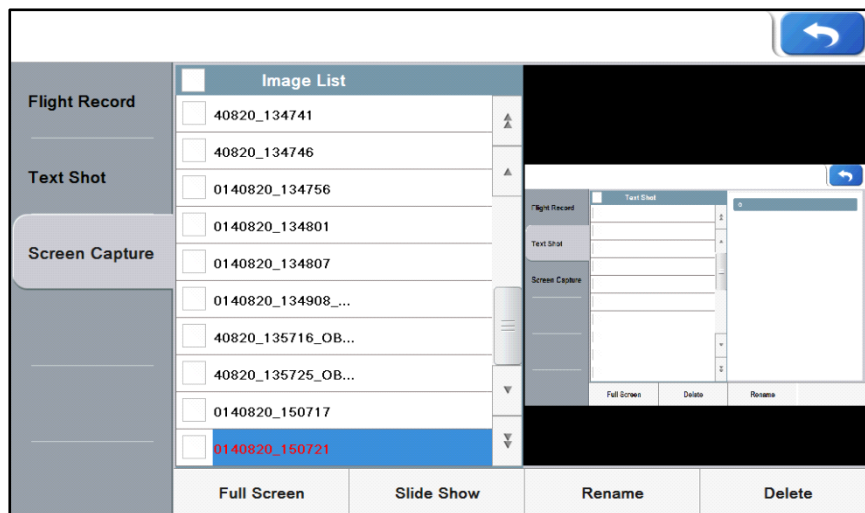 Image List
Flight Record
Text Shot
Screen Capture
40820_134741
40820_134746
0140820_134756
0140820_134801
0140820_134807
0140820_134908_...
40820_135716_OB...
40820_135725_OB...
0140820_150717
0140820_150721
Text Shot
Flight Record
Text Shot
Screen Capture
0
Full Screen Delete Rename
Full Screen Slide Show Rename Delete